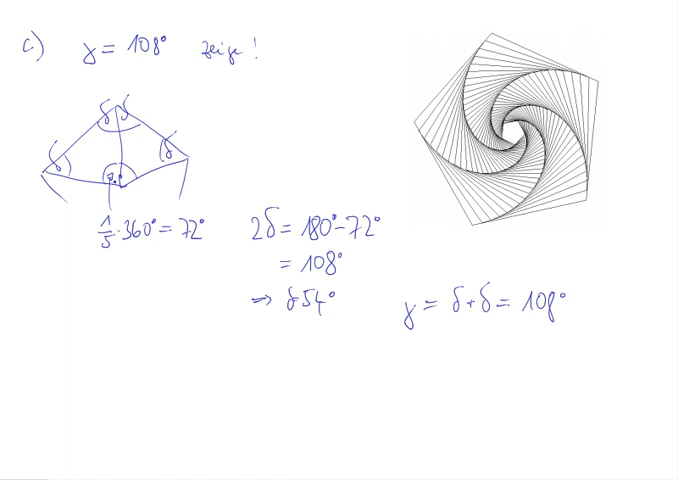 c) γ = 108° zeige!
δ δ
δ δ
1/5 · 360° = 72°
2δ = 180° - 72°
= 108°
⇒ δ 54°
γ = δ + δ = 108°